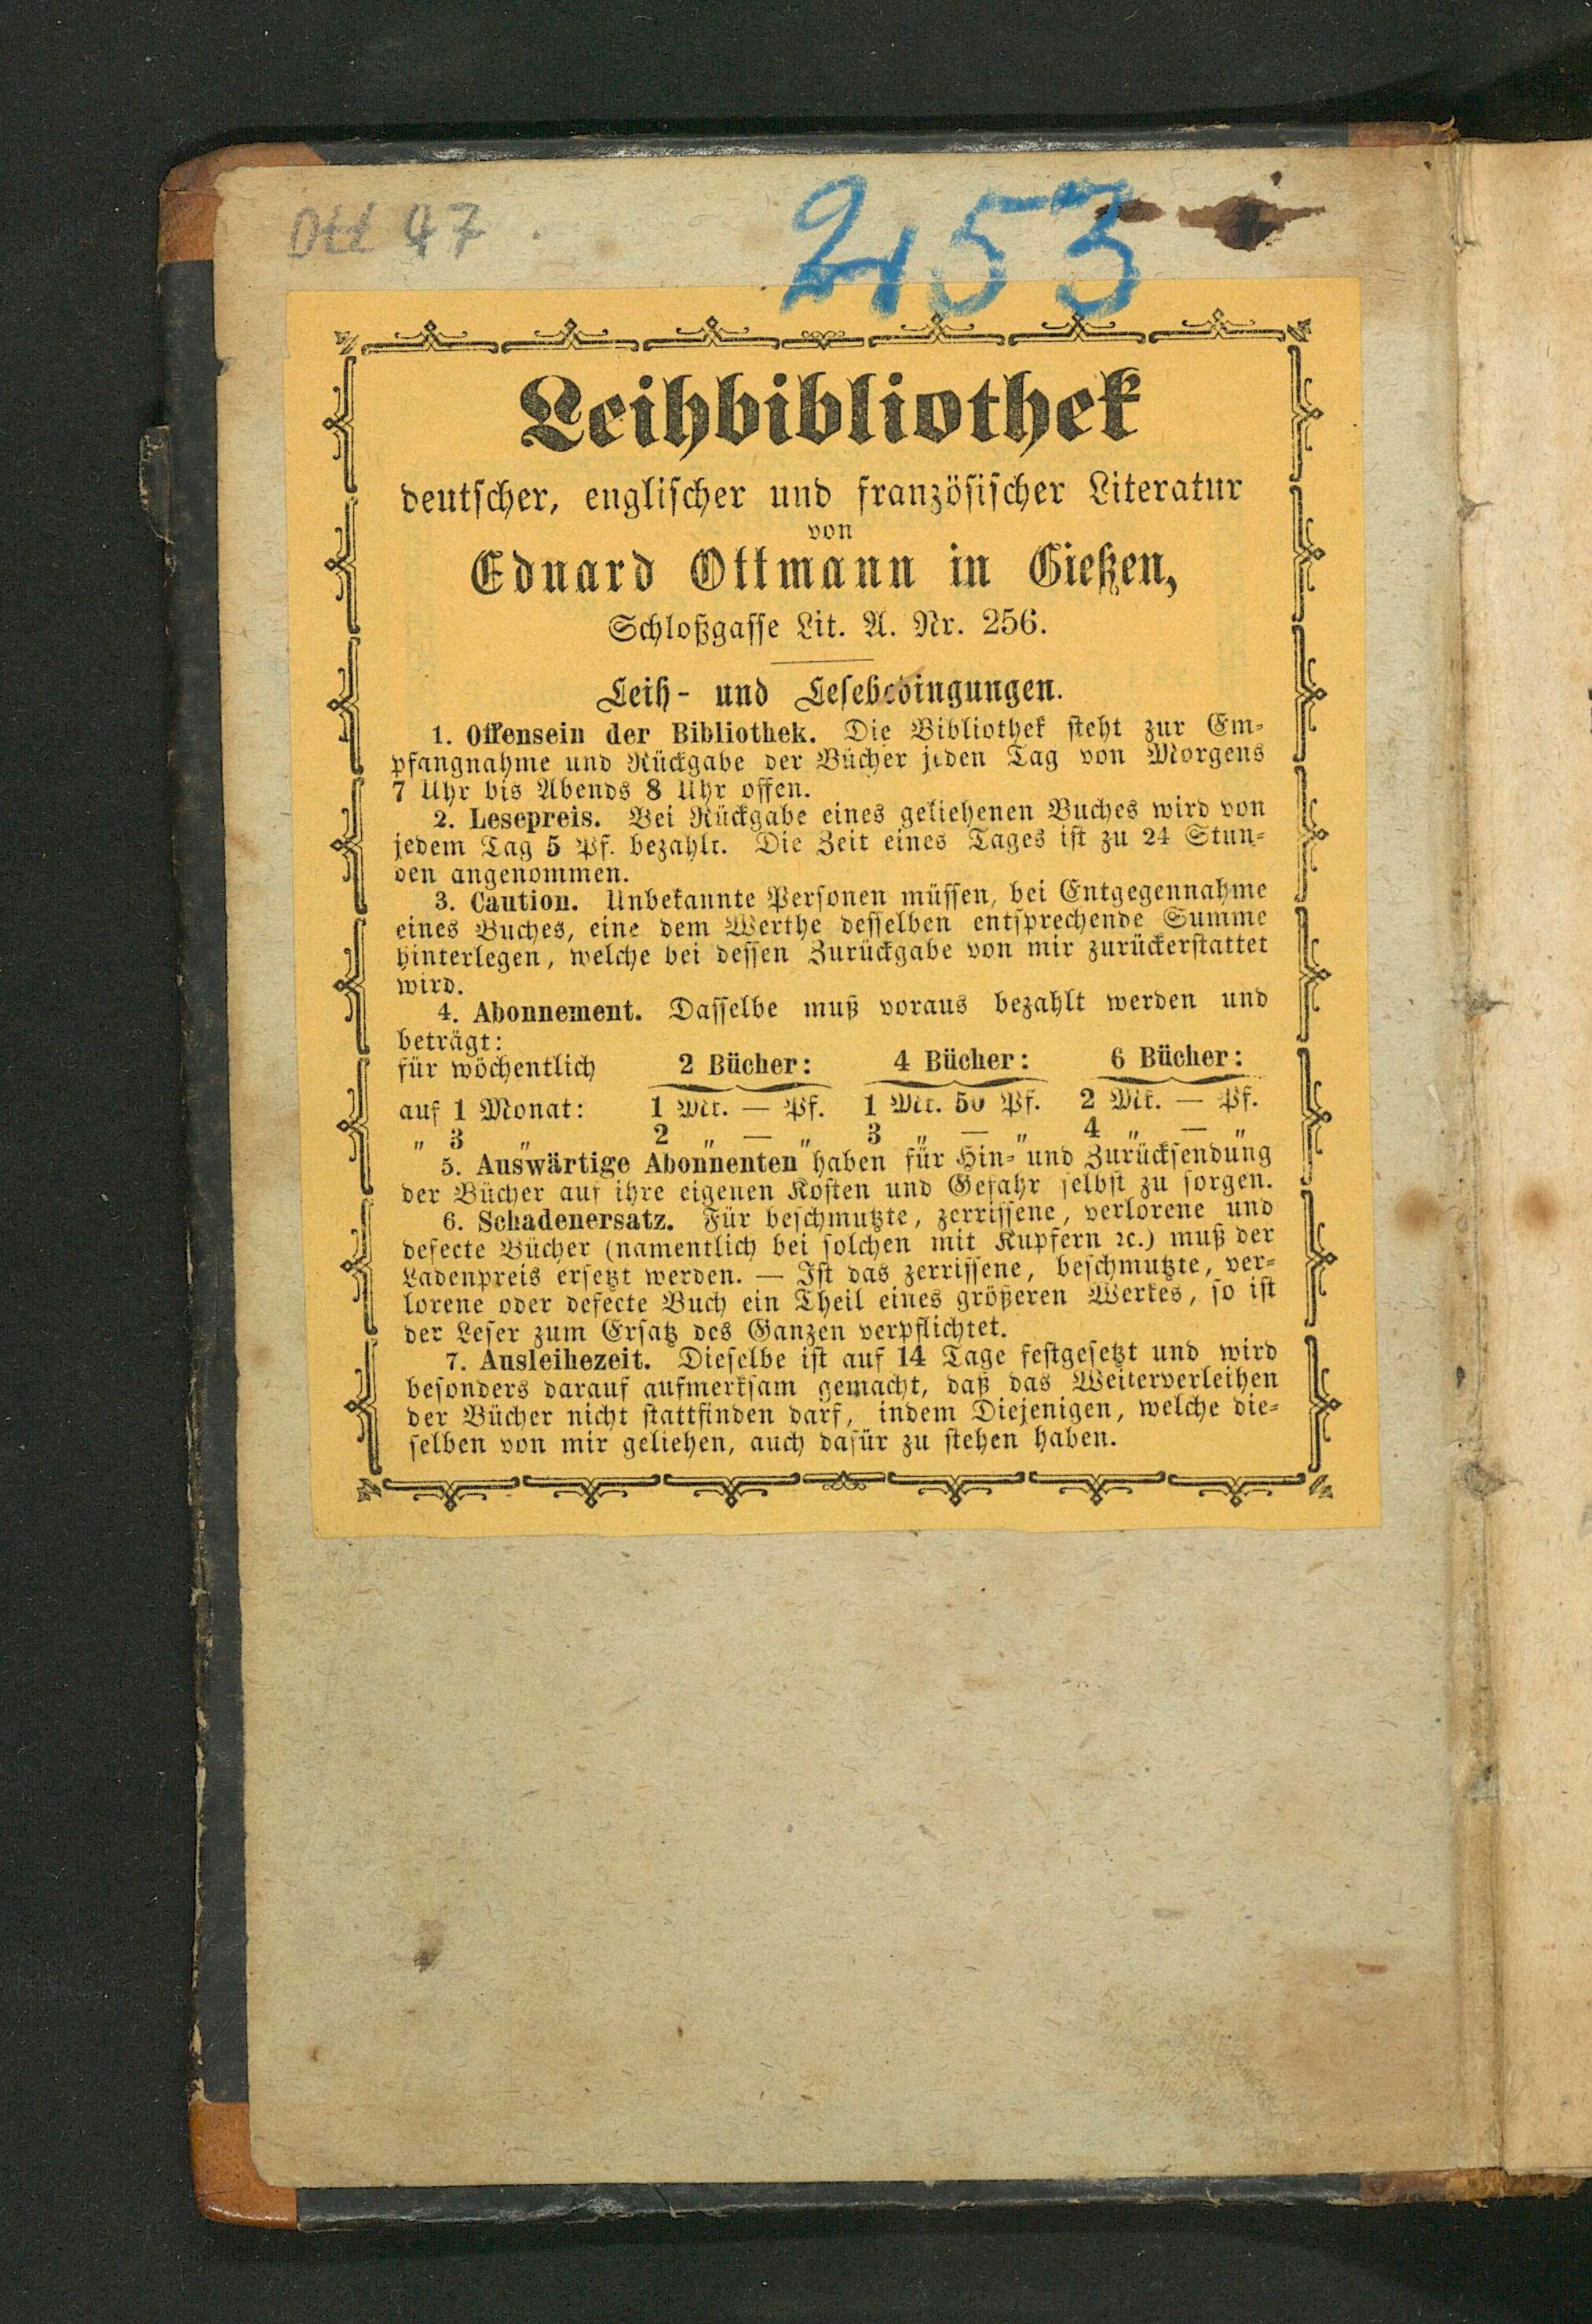 Ott 47.
2153
Leihbibliothek
deutscher, englischer und französischer Literatur
von
Eduard Ottmann in Gießen,
Schloßgasse Lit. A. Nr. 256.
Leih- und Lesebedingungen.
1. Offensein der Bibliothek. Die Bibliothek steht zur Em-
pfangnahme und Rückgabe der Bücher jeden Tag von Morgens
7 Uhr bis Abends 8 Uhr offen.
2. Lesepreis. Bei Rückgabe eines geliehenen Buches wird von
jedem Tag 5 Pf. bezahlt. Die Zeit eines Tages ist zu 24 Stun-
den angenommen.
3. Caution. Unbekannte Personen müssen, bei Entgegennahme
eines Buches, eine dem Werthe desselben entsprechende Summe
hinterlegen, welche bei dessen Zurückgabe von mir zurückerstattet
wird.
4. Abonnement. Dasselbe muß voraus bezahlt werden und
beträgt:
für wöchentlich 2 Bücher: 4 Bücher: 6 Bücher:
auf 1 Monat: 1 Mk. — Pf. 1 Mk. 50 Pf. 2 Mk. — Pf.
" 3 " 2 " — " 3 " — " 4 " — "
5. Auswärtige Abonnenten haben für Hin- und Zurücksendung
der Bücher auf ihre eigenen Kosten und Gefahr selbst zu sorgen.
6. Schadenersatz. Für beschmutzte, zerrissene, verlorene und
defecte Bücher (namentlich bei solchen mit Kupfern ꝛc.) muß der
Ladenpreis ersetzt werden. — Ist das zerrissene, beschmutzte, ver-
lorene oder defecte Buch ein Theil eines größeren Werkes, so ist
der Leser zum Ersatz des Ganzen verpflichtet.
7. Ausleihezeit. Dieselbe ist auf 14 Tage festgesetzt und wird
besonders darauf aufmerksam gemacht, daß das Weiterverleihen
der Bücher nicht stattfinden darf, indem Diejenigen, welche die-
selben von mir geliehen, auch dafür zu stehen haben.